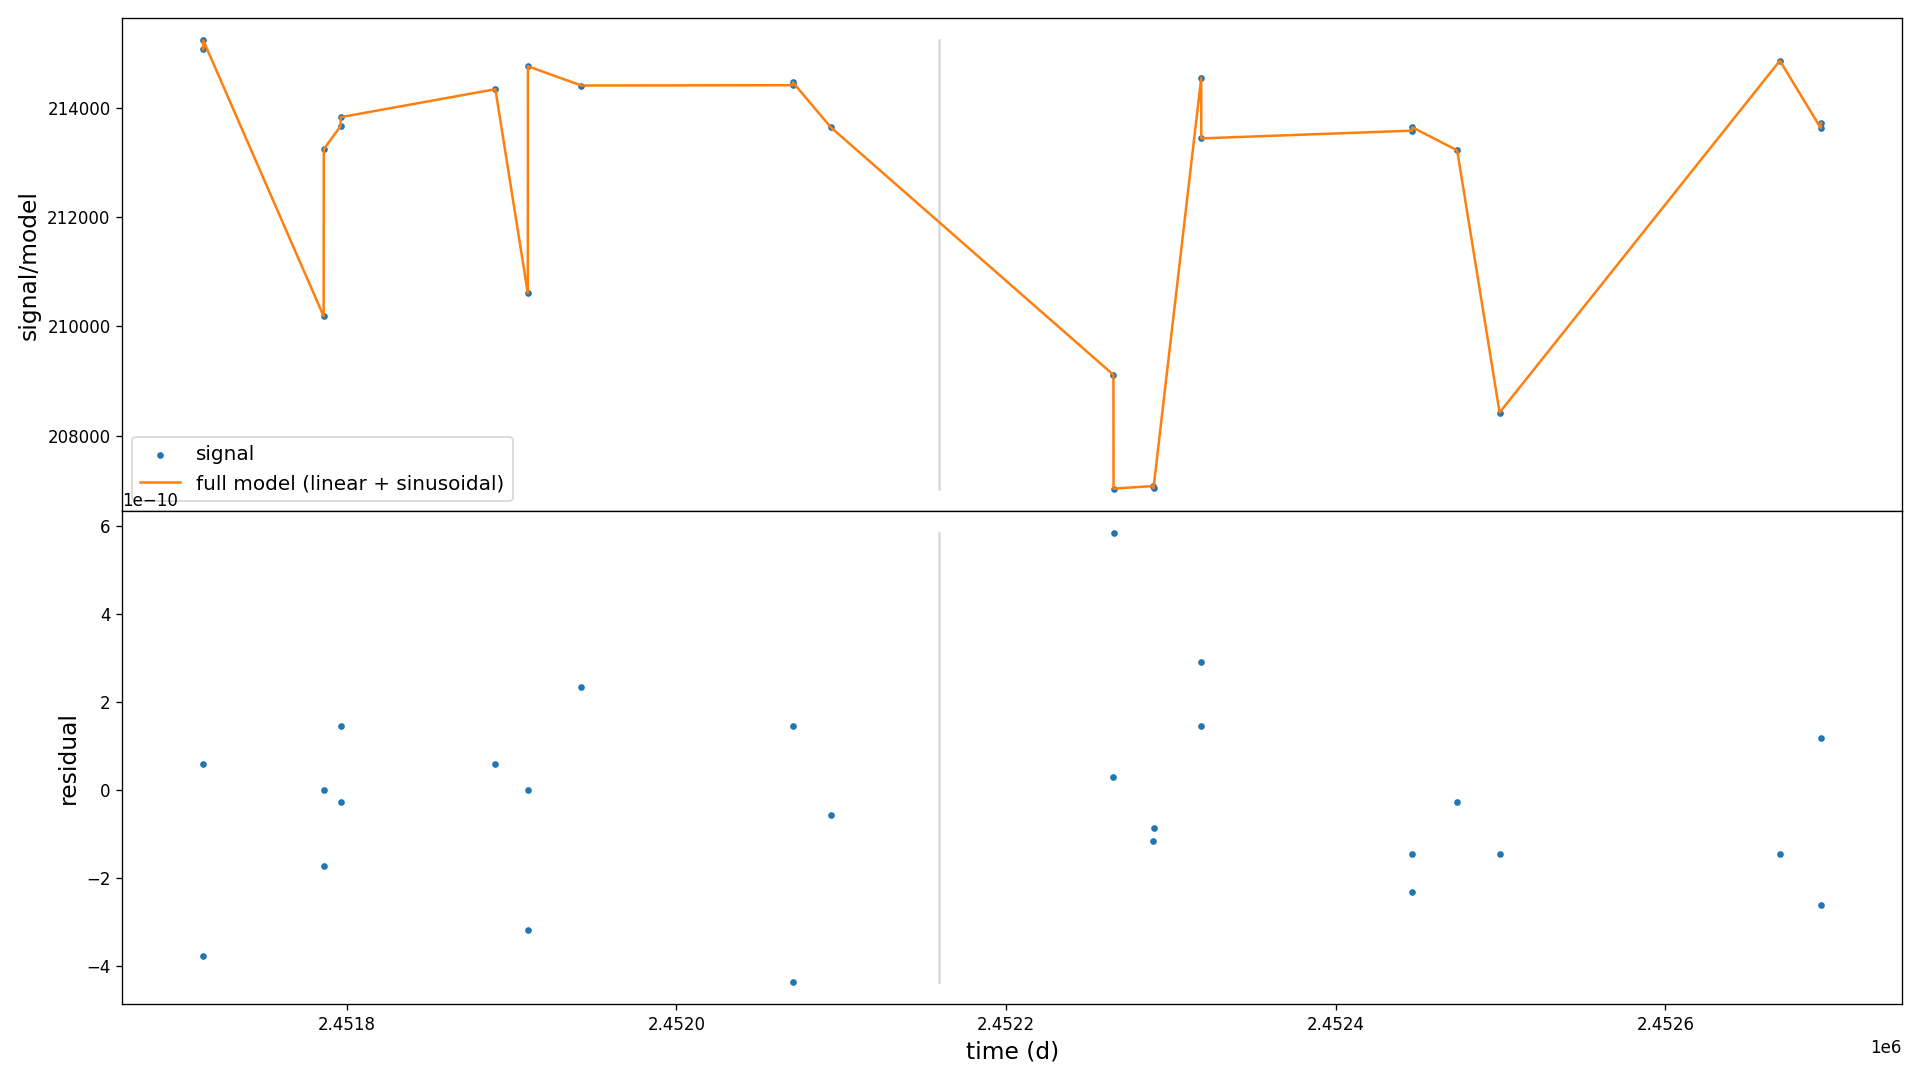 214000
212000
210000
208000
signal/model
signal
full model (linear + sinusoidal)
1e−10
6
4
2
0
−2
−4
residual
2.4518
2.4520
2.4522
2.4524
2.4526
time (d)
1e6